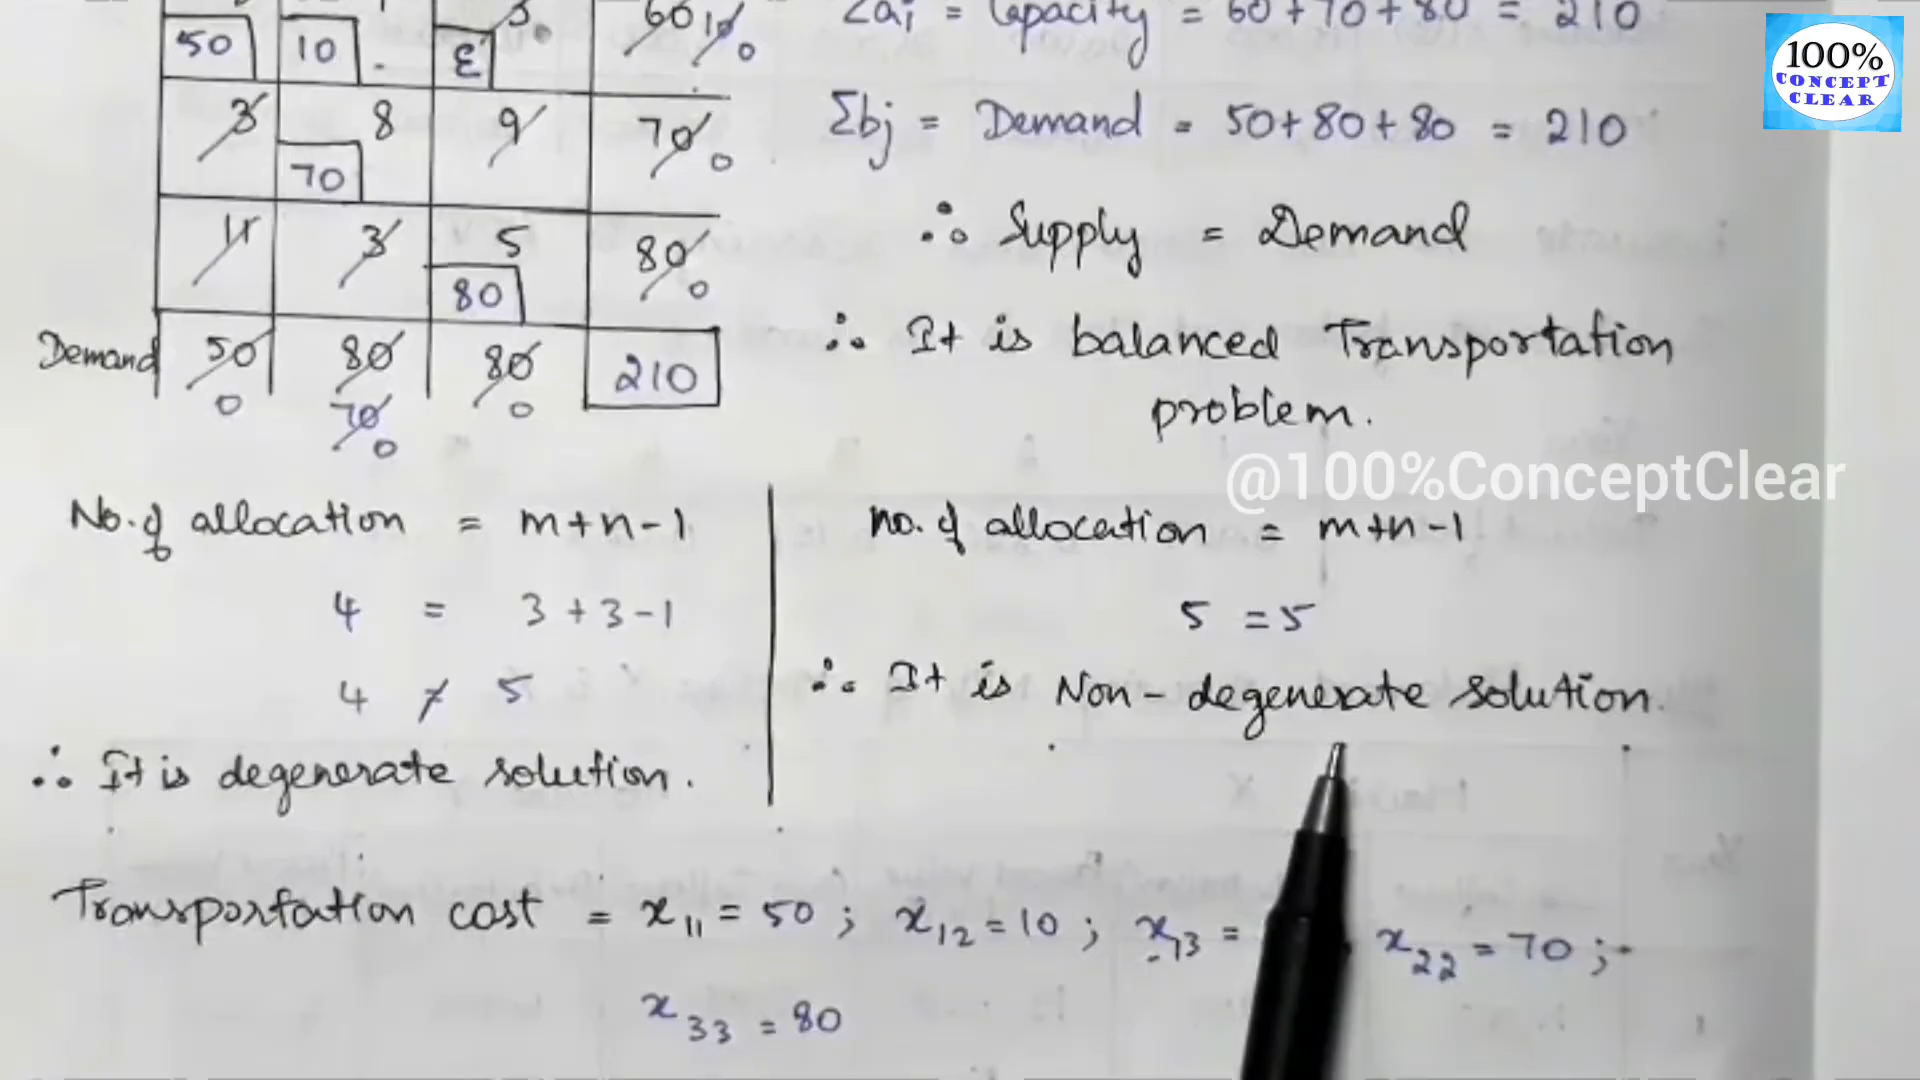 50 10 ε 3 60 10 0
Σai = Capacity = 60+70+80 = 210
100%
CONCEPT
CLEAR
3 8 9 70 0
70
Σbj = Demand = 50+80+80 = 210
11 3 5 80 0
80
∴ Supply = Demand
Demand 50 80 80 210
0 70 0
0
∴ It is balanced Transportation
problem.
@100%ConceptClear
No. of allocation = m+n-1
4 = 3+3-1
4 ≠ 5
∴ It is degenerate solution.
no. of allocation = m+n-1
5 = 5
∴ It is Non-degenerate solution.
Transportation cost = x11 = 50 ; x12 = 10 ; x13 = x22 = 70 ;
x33 = 80